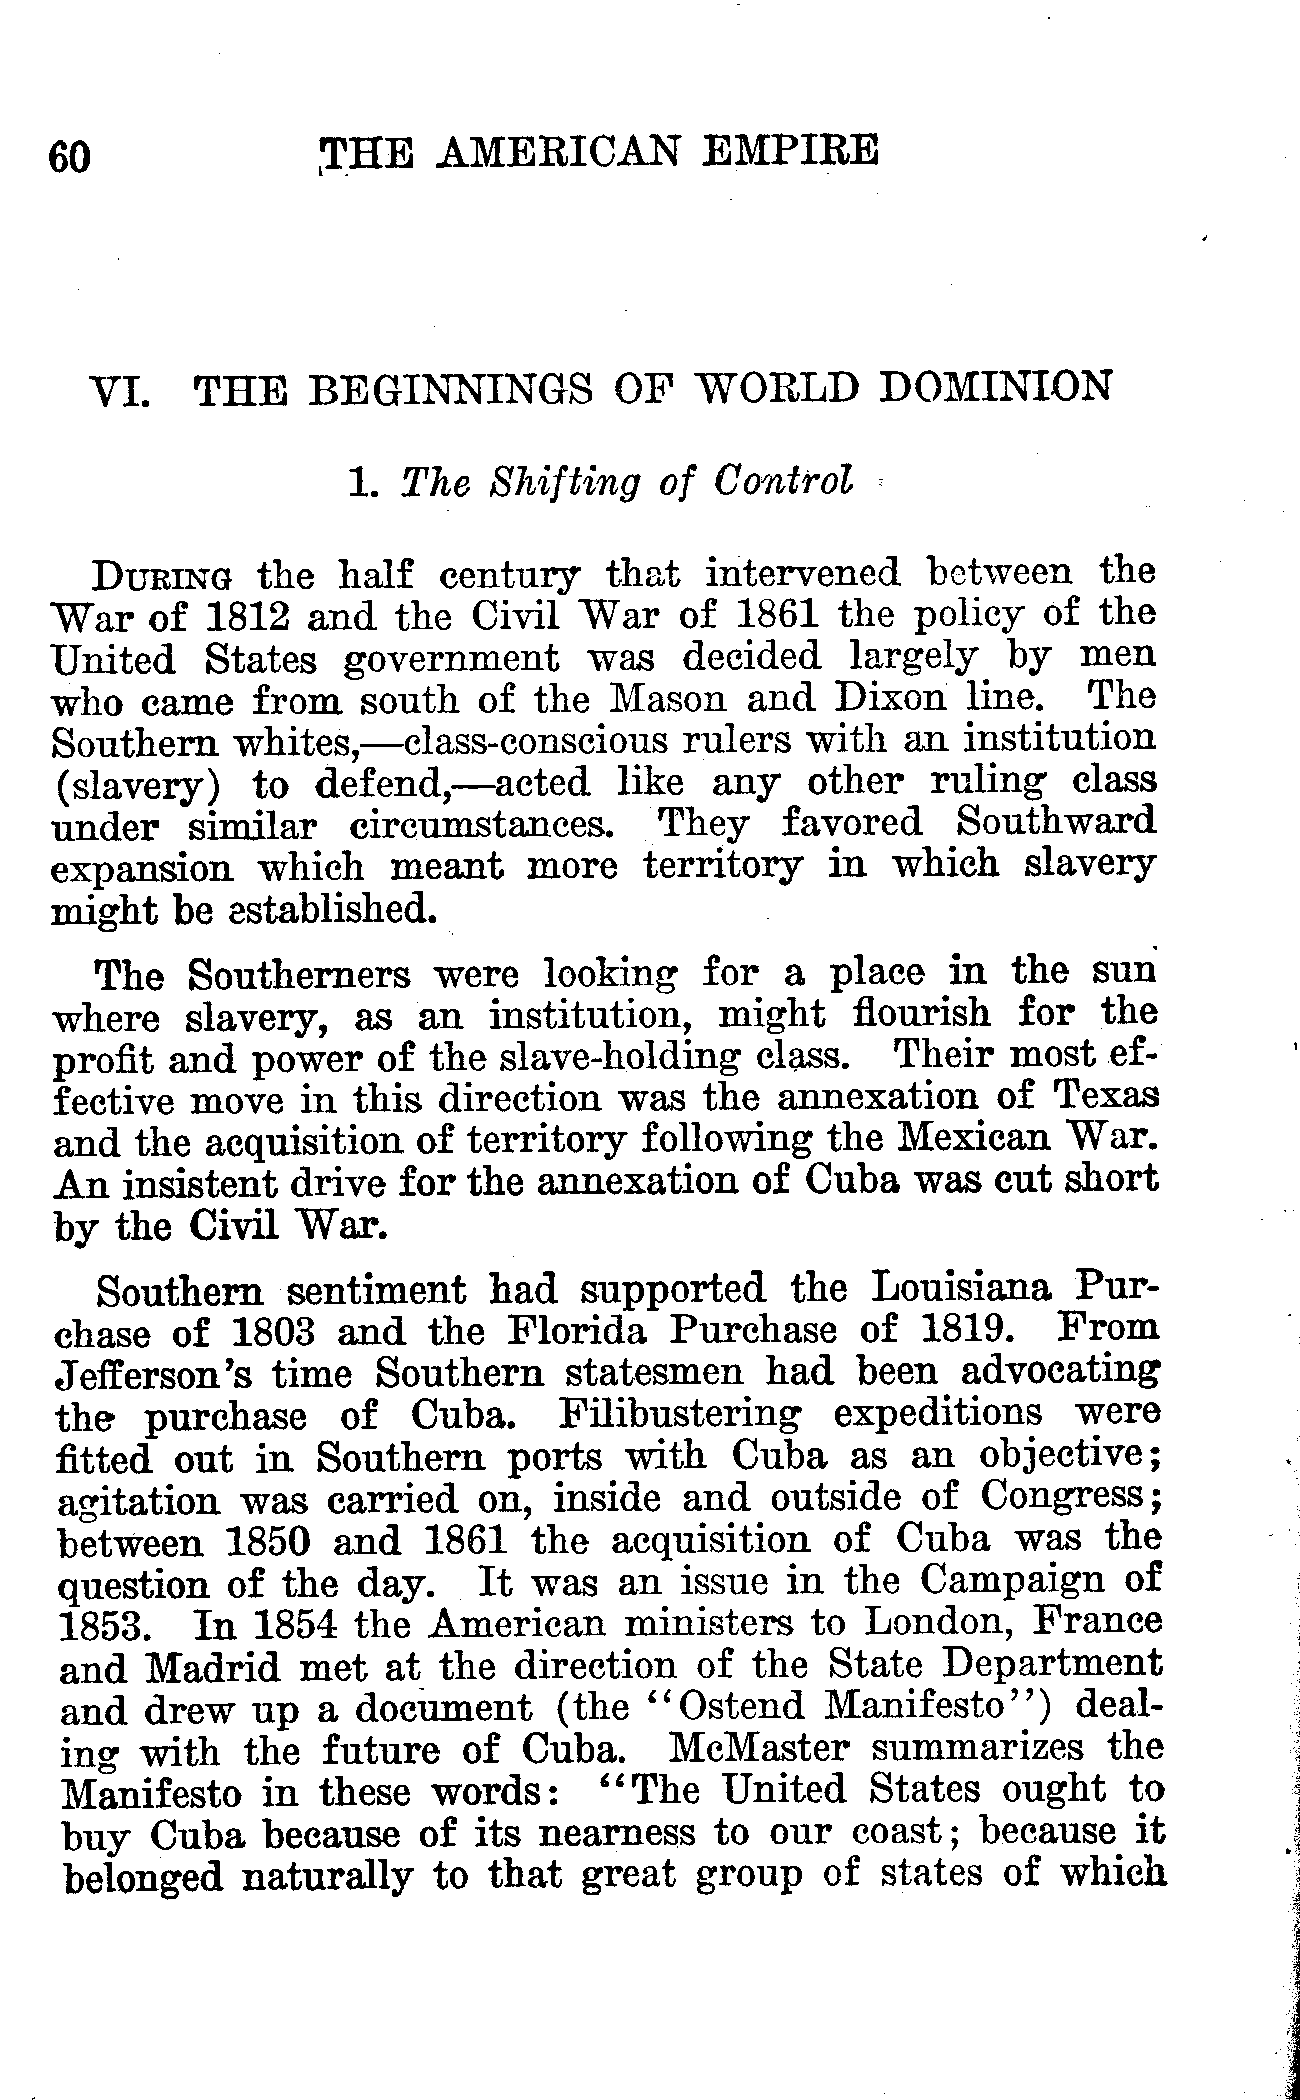 60 THE AMERICAN EMPIRE
VI. THE BEGINNINGS OF WORLD DOMINION
1. The Shifting of Control
DURING the half century that intervened between the
War of 1812 and the Civil War of 1861 the policy of the
United States government was decided largely by men
who came from south of the Mason and Dixon line. The
Southern whites,—class-conscious rulers with an institution
(slavery) to defend,—acted like any other ruling class
under similar circumstances. They favored Southward
expansion which meant more territory in which slavery
might be established.
The Southerners were looking for a place in the sun
where slavery, as an institution, might flourish for the
profit and power of the slave-holding class. Their most ef-
fective move in this direction was the annexation of Texas
and the acquisition of territory following the Mexican War.
An insistent drive for the annexation of Cuba was cut short
by the Civil War.
Southern sentiment had supported the Louisiana Pur-
chase of 1803 and the Florida Purchase of 1819. From
Jefferson's time Southern statesmen had been advocating
the purchase of Cuba. Filibustering expeditions were
fitted out in Southern ports with Cuba as an objective;
agitation was carried on, inside and outside of Congress;
between 1850 and 1861 the acquisition of Cuba was the
question of the day. It was an issue in the Campaign of
1853. In 1854 the American ministers to London, France
and Madrid met at the direction of the State Department
and drew up a document (the "Ostend Manifesto") deal-
ing with the future of Cuba. McMaster summarizes the
Manifesto in these words: "The United States ought to
buy Cuba because of its nearness to our coast; because it
belonged naturally to that great group of states of which